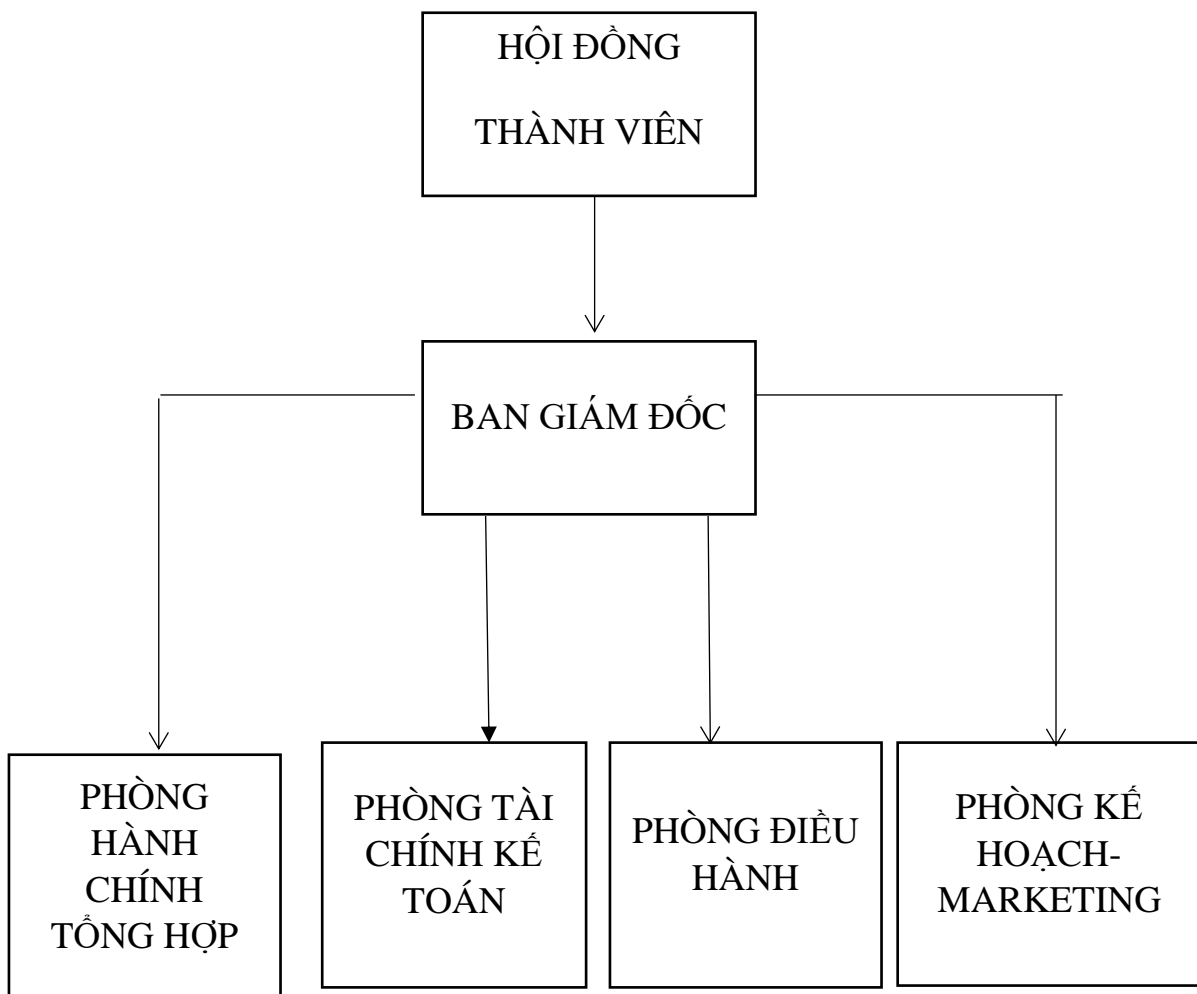 HỘI ĐỒNG
THÀNH VIÊN
BAN GIÁM ĐỐC
PHÒNG
HÀNH
CHÍNH
TỔNG HỢP
PHÒNG TÀI
CHÍNH KẾ
TOÁN
PHÒNG ĐIỀU
HÀNH
PHÒNG KẾ
HOẠCH-
MARKETING